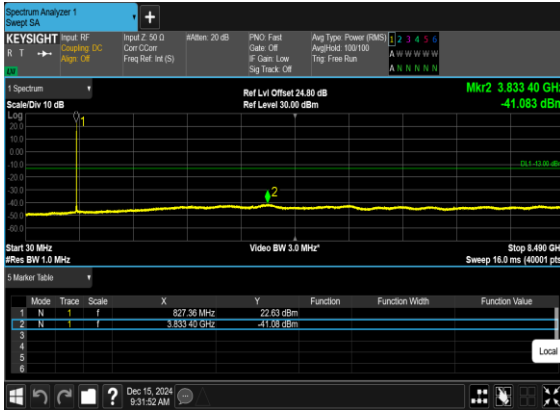 Spectrum Analyzer 1
Swept SA
+
KEYSIGHT Input: RF Input Z: 50 Ω #Atten: 20 dB PNO: Fast Avg Type: Power (RMS) 1 2 3 4 5 6
R T Coupling: DC Corr CCorr Gate: Off Avg|Hold: 100/100 A W W W W W
Align: Off Freq Ref: Int (S) IF Gain: Low Trig: Free Run
Sig Track: Off A N N N N N
1 Spectrum
Ref Lvl Offset 24.80 dB Mkr2 3.833 40 GHz
Scale/Div 10 dB Ref Level 30.00 dBm -41.083 dBm
Log
1
20.0
10.0
0.00
-10.0
DL1 -13.00 dBm
-20.0
-30.0
2
-40.0
-50.0
-60.0
Start 30 MHz Video BW 3.0 MHz* Stop 8.490 GH
#Res BW 1.0 MHz Sweep 16.0 ms (40001 pts
5 Marker Table
Mode Trace Scale X Y Function Function Width Function Value
1 N 1 f 827.36 MHz 22.63 dBm
2 N 1 f 3.833 40 GHz -41.08 dBm
3
4
5
6
Local
Dec 15, 2024
9:31:52 AM